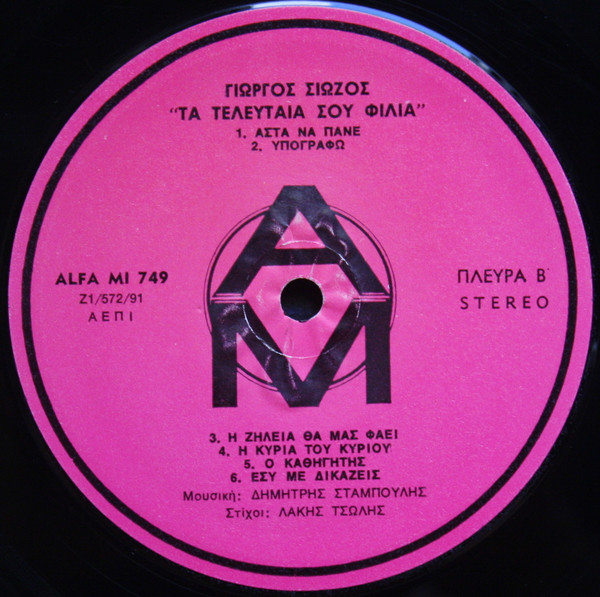 ΓΙΩΡΓΟΣ ΣΙΩΖΟΣ
"ΤΑ ΤΕΛΕΥΤΑΙΑ ΣΟΥ ΦΙΛΙΑ"
1. ΑΣΤΑ ΝΑ ΠΑΝΕ
2. ΥΠΟΓΡΑΦΩ
ALFA MI 749
Z1/572/91
ΑΕΠΙ
ΠΛΕΥΡΑ Β΄
STEREO
AM
3. Η ΖΗΛΕΙΑ ΘΑ ΜΑΣ ΦΑΕΙ
4. Η ΚΥΡΙΑ ΤΟΥ ΚΥΡΙΟΥ
5. Ο ΚΑΘΗΓΗΤΗΣ
6. ΕΣΥ ΜΕ ΔΙΚΑΖΕΙΣ
Μουσική: ΔΗΜΗΤΡΗΣ ΣΤΑΜΠΟΥΛΗΣ
Στίχοι: ΛΑΚΗΣ ΤΣΩΛΗΣ